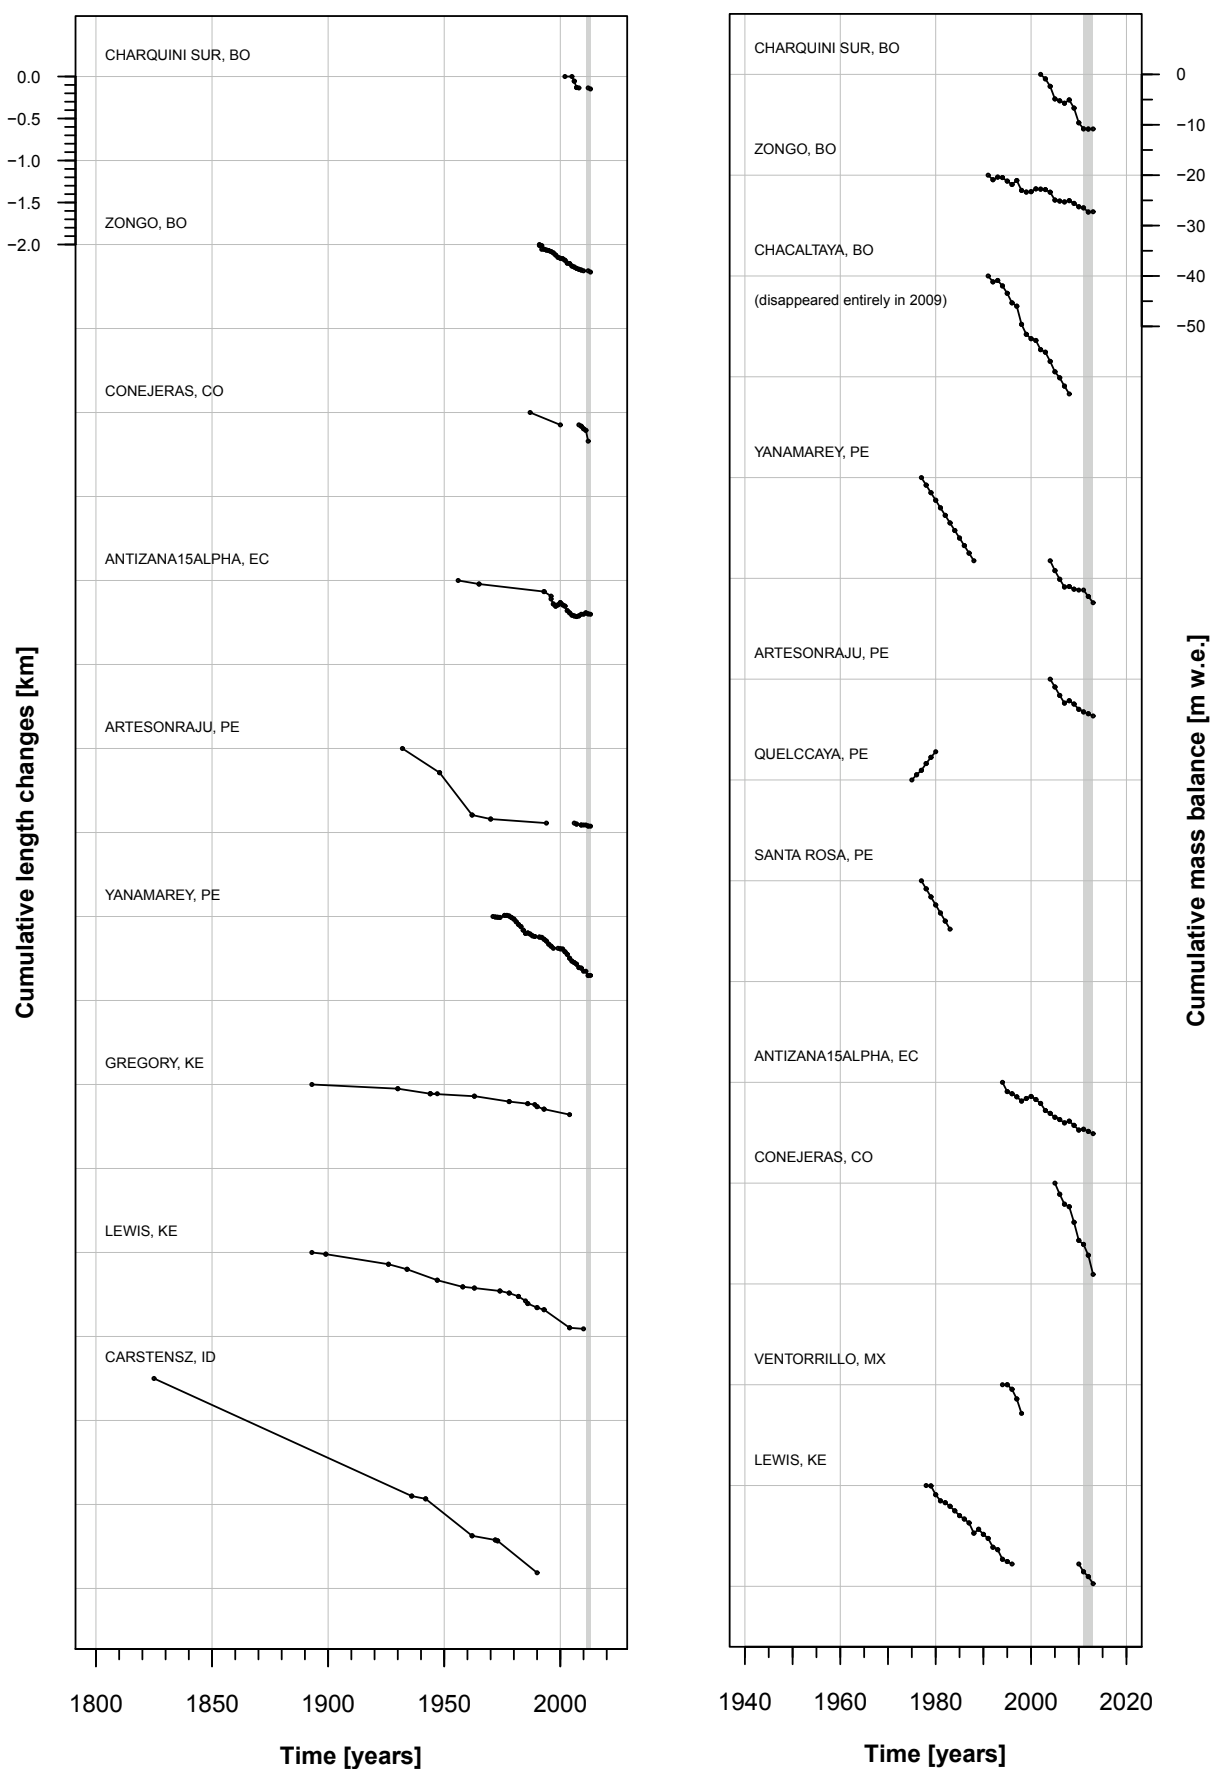 CHARQUINI SUR, BO
0.0
−0.5
−1.0
−1.5
ZONGO, BO
−2.0
CONEJERAS, CO
ANTIZANA15ALPHA, EC
Cumulative length changes [km]
ARTESONRAJU, PE
YANAMAREY, PE
GREGORY, KE
LEWIS, KE
CARSTENSZ, ID
1800 1850 1900 1950 2000
Time [years]
CHARQUINI SUR, BO
0
−10
ZONGO, BO
−20
−30
CHACALTAYA, BO
−40
(disappeared entirely in 2009)
−50
YANAMAREY, PE
ARTESONRAJU, PE
Cumulative mass balance [m w.e.]
QUELCCAYA, PE
SANTA ROSA, PE
ANTIZANA15ALPHA, EC
CONEJERAS, CO
VENTORRILLO, MX
LEWIS, KE
1940 1960 1980 2000 2020
Time [years]